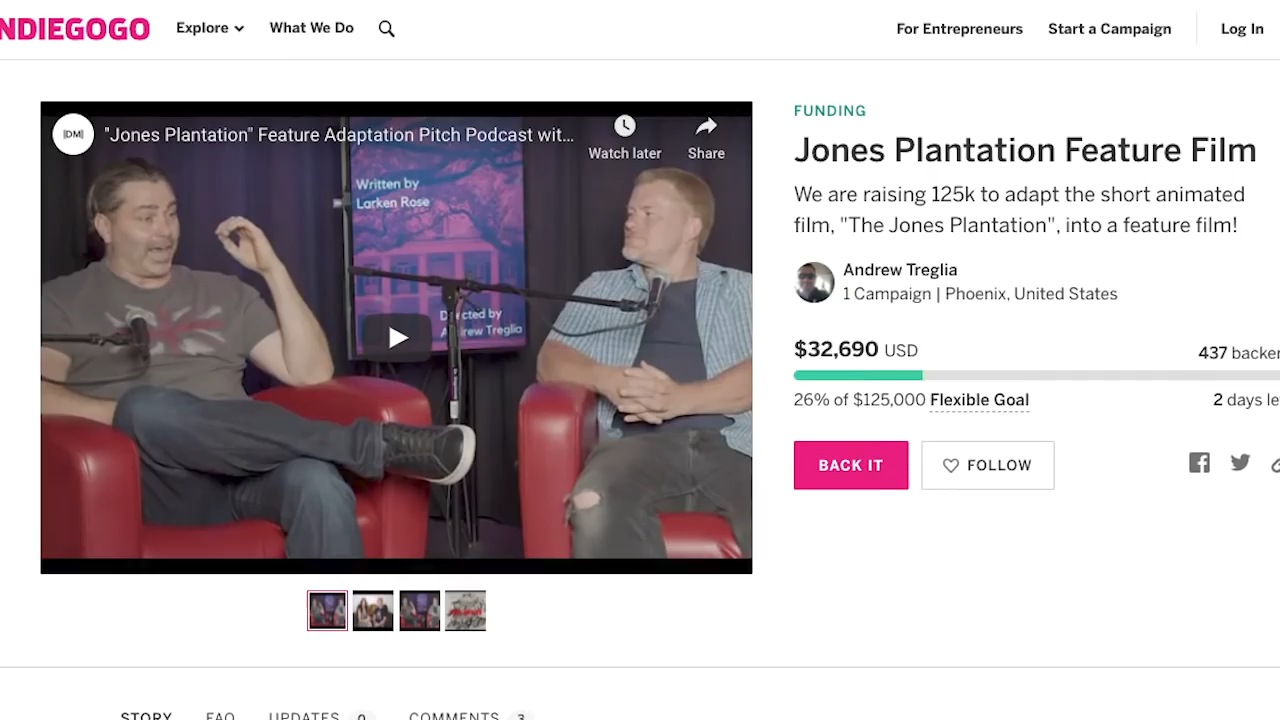 NDIEGOGO
Explore
What We Do
For Entrepreneurs
Start a Campaign
Log In
|DM|
"Jones Plantation" Feature Adaptation Pitch Podcast wit...
Watch later
Share
Written by
Larken Rose
Directed by
Andrew Treglia
FUNDING
Jones Plantation Feature Film
We are raising 125k to adapt the short animated
film, "The Jones Plantation", into a feature film!
Andrew Treglia
1 Campaign | Phoenix, United States
$32,690 USD
437 backer
26% of $125,000 Flexible Goal
2 days le
BACK IT
FOLLOW
STORY
FAQ
UPDATES 0
COMMENTS 3